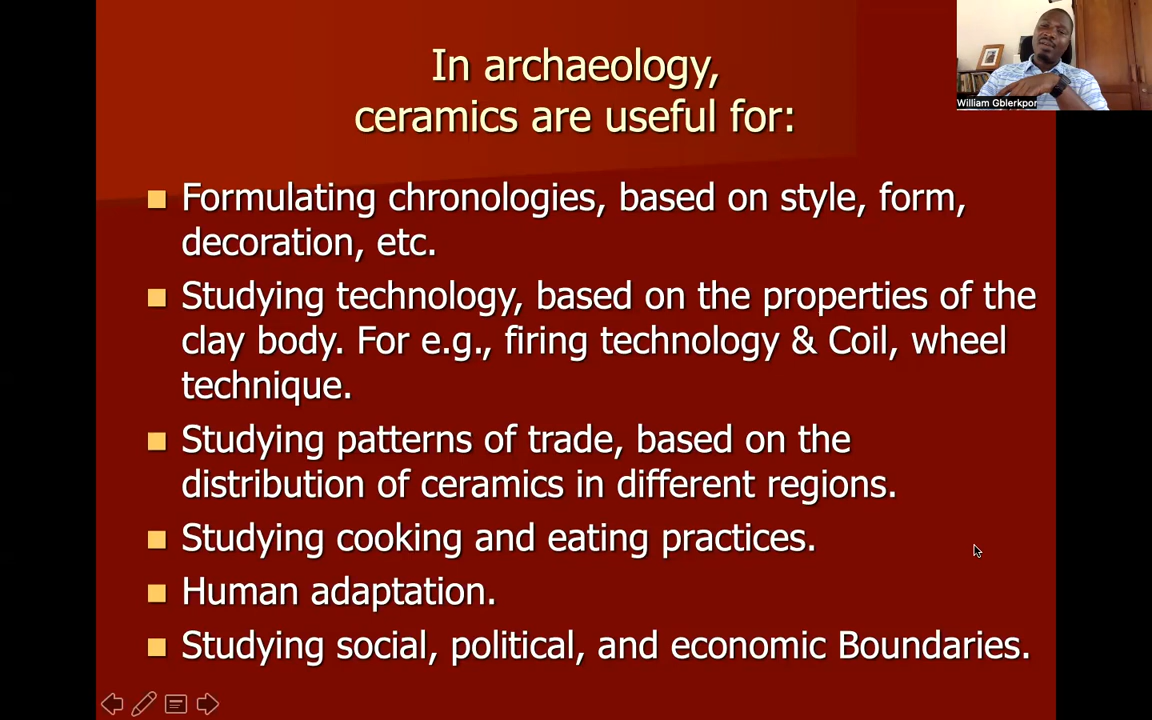 In archaeology,
ceramics are useful for:
William Gblerkpor
Formulating chronologies, based on style, form,
decoration, etc.
Studying technology, based on the properties of the
clay body. For e.g., firing technology & Coil, wheel
technique.
Studying patterns of trade, based on the
distribution of ceramics in different regions.
Studying cooking and eating practices.
Human adaptation.
Studying social, political, and economic Boundaries.